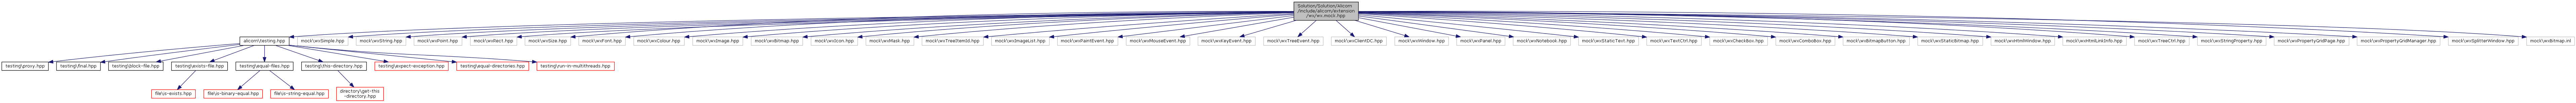 Solution/Solution/Alicorn
/include/alicorn/extension
/wx/wx.mock.hpp
alicorn\testing.hpp
mock\wxSimple.hpp
mock\wxString.hpp
mock\wxPoint.hpp
mock\wxRect.hpp
mock\wxSize.hpp
mock\wxFont.hpp
mock\wxColour.hpp
mock\wxImage.hpp
mock\wxBitmap.hpp
mock\wxIcon.hpp
mock\wxMask.hpp
mock\wxTreeItemId.hpp
mock\wxImageList.hpp
mock\wxPaintEvent.hpp
mock\wxMouseEvent.hpp
mock\wxKeyEvent.hpp
mock\wxTreeEvent.hpp
mock\wxClientDC.hpp
mock\wxWindow.hpp
mock\wxPanel.hpp
mock\wxNotebook.hpp
mock\wxStaticText.hpp
mock\wxTextCtrl.hpp
mock\wxCheckBox.hpp
mock\wxComboBox.hpp
mock\wxBitmapButton.hpp
mock\wxStaticBitmap.hpp
mock\wxHtmlWindow.hpp
mock\wxHtmlLinkInfo.hpp
mock\wxTreeCtrl.hpp
mock\wxStringProperty.hpp
mock\wxPropertyGridPage.hpp
mock\wxPropertyGridManager.hpp
mock\wxSplitterWindow.hpp
mock\wxBitmap.inl
testing\proxy.hpp
testing\final.hpp
testing\block-file.hpp
testing\exists-file.hpp
testing\equal-files.hpp
testing\this-directory.hpp
testing\expect-exception.hpp
testing\equal-directories.hpp
testing\run-in-multithreads.hpp
file\s-exists.hpp
file\s-binary-equal.hpp
file\s-string-equal.hpp
directory\get-this
-directory.hpp